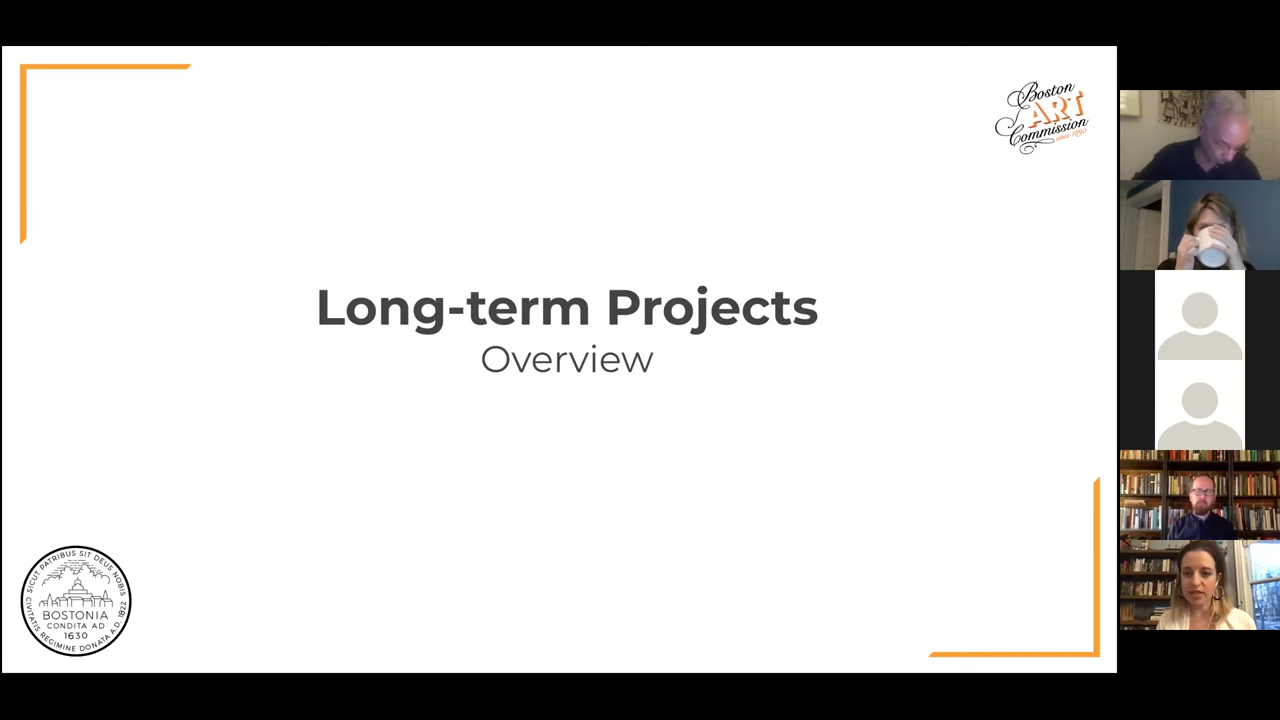 Boston
ART
Commission
since 1890
Long-term Projects
Overview
SICUT PATRIBUS SIT DEUS NOBIS
BOSTONIA
CONDITA AD
1630
CIVITATIS REGIMINE DONATA A.D. 1822